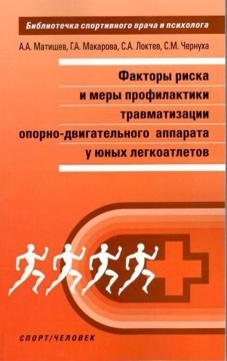 Библиотечка спортивного врача и психолога
А.А. Матишев, Г.А. Макарова, С.А. Локтев, С.М. Чернуха
Факторы риска
и меры профилактики
травматизации
опорно-двигательного аппарата
у юных легкоатлетов
СПОРТ/ЧЕЛОВЕК